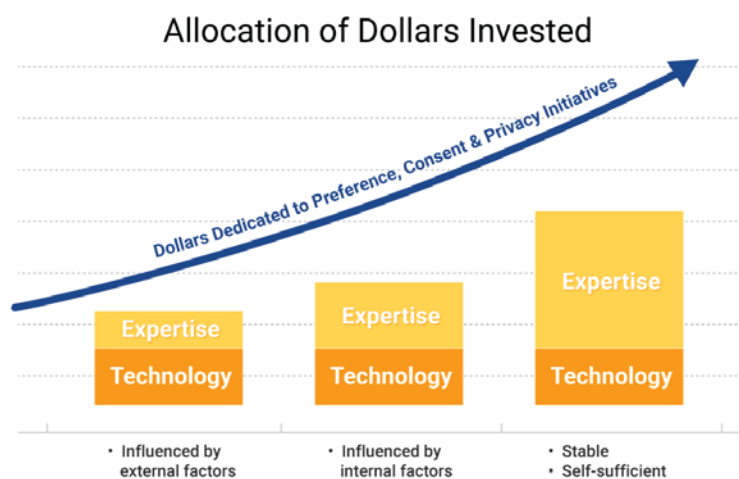 Allocation of Dollars Invested
Dollars Dedicated to Preference, Consent & Privacy Initiatives
Expertise
Technology
Expertise
Technology
Expertise
Technology
• Influenced by
external factors
• Influenced by
internal factors
• Stable
• Self-sufficient